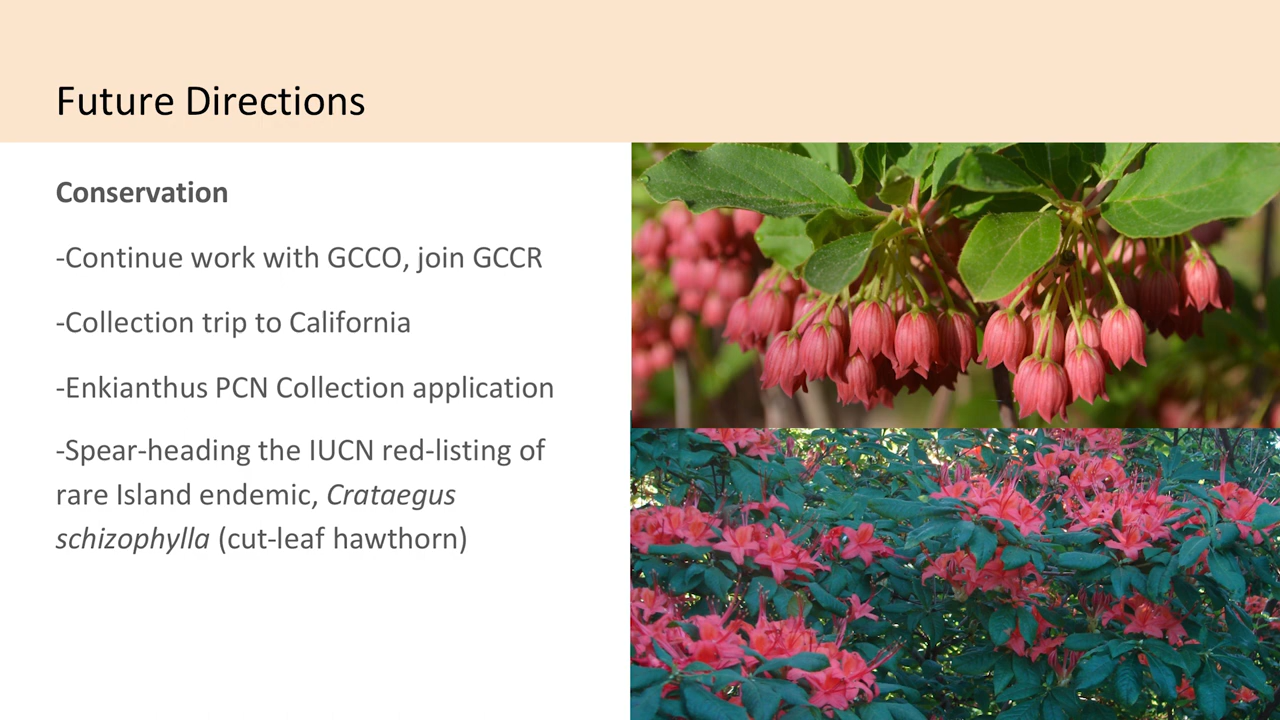 Future Directions
Conservation
-Continue work with GCCO, join GCCR
-Collection trip to California
-Enkianthus PCN Collection application
-Spear-heading the IUCN red-listing of
rare Island endemic, Crataegus
schizophylla (cut-leaf hawthorn)